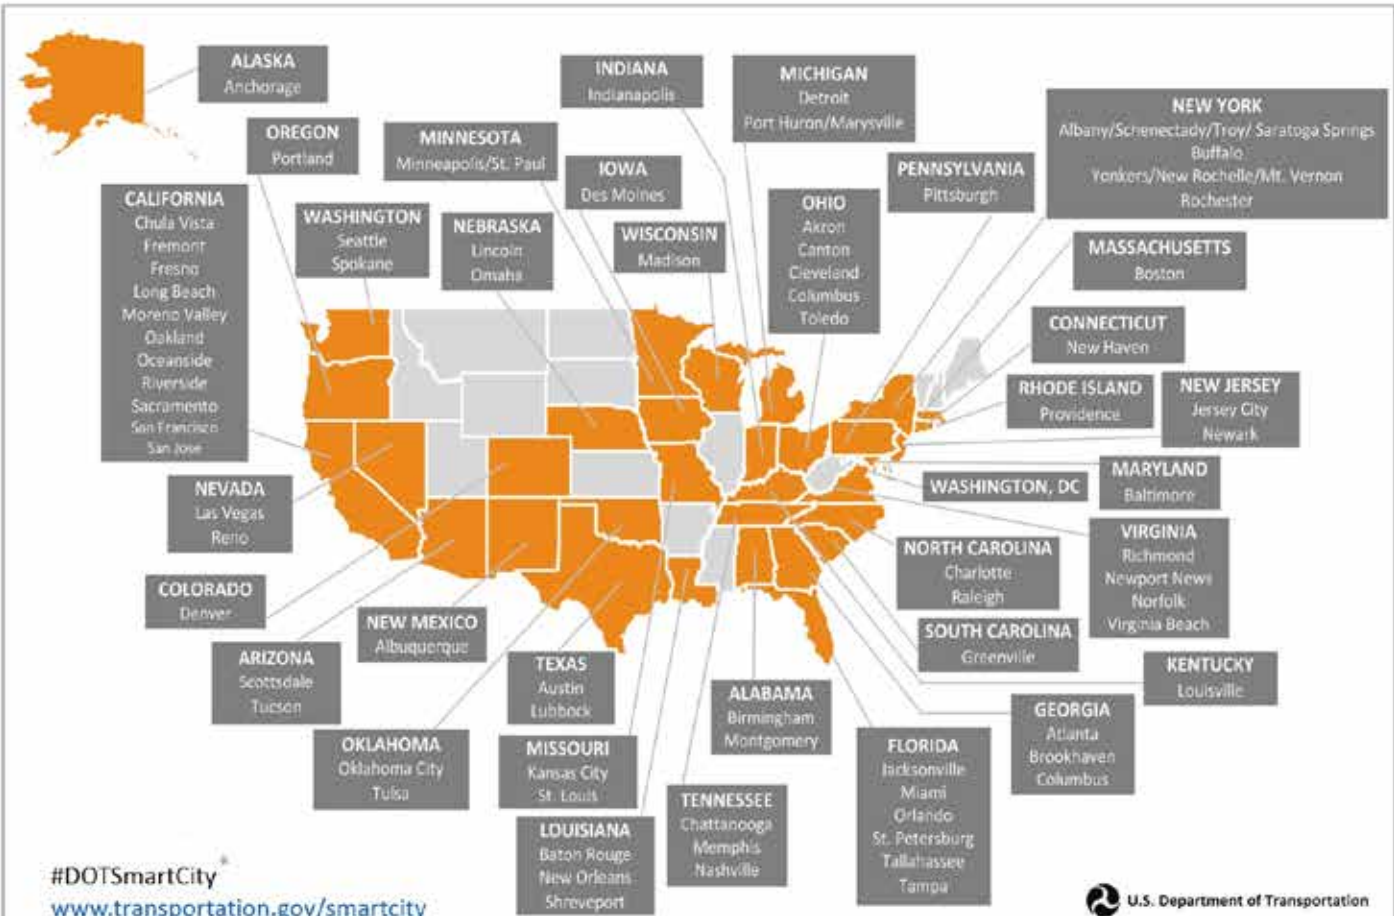 ALASKA
Anchorage
OREGON
Portland
CALIFORNIA
Chula Vista
Fremont
Fresno
Long Beach
Moreno Valley
Oakland
Oceanside
Riverside
Sacramento
San Francisco
San Jose
WASHINGTON
Seattle
Spokane
MINNESOTA
Minneapolis/St. Paul
NEBRASKA
Lincoln
Omaha
IOWA
Des Moines
WISCONSIN
Madison
INDIANA
Indianapolis
MICHIGAN
Detroit
Port Huron/Marysville
OHIO
Akron
Canton
Cleveland
Columbus
Toledo
PENNSYLVANIA
Pittsburgh
NEW YORK
Albany/Schenectady/Troy/ Saratoga Springs
Buffalo
Yonkers/New Rochelle/Mt. Vernon
Rochester
MASSACHUSETTS
Boston
CONNECTICUT
New Haven
RHODE ISLAND
Providence
NEW JERSEY
Jersey City
Newark
MARYLAND
Baltimore
WASHINGTON, DC
VIRGINIA
Richmond
Newport News
Norfolk
Virginia Beach
NORTH CAROLINA
Charlotte
Raleigh
SOUTH CAROLINA
Greenville
KENTUCKY
Louisville
GEORGIA
Atlanta
Brookhaven
Columbus
FLORIDA
Jacksonville
Miami
Orlando
St. Petersburg
Tallahassee
Tampa
ALABAMA
Birmingham
Montgomery
TENNESSEE
Chattanooga
Memphis
Nashville
NEVADA
Las Vegas
Reno
COLORADO
Denver
ARIZONA
Scottsdale
Tucson
NEW MEXICO
Albuquerque
TEXAS
Austin
Lubbock
OKLAHOMA
Oklahoma City
Tulsa
MISSOURI
Kansas City
St. Louis
LOUISIANA
Baton Rouge
New Orleans
Shreveport
#DOTSmartCity
www.transportation.gov/smartcity
U.S. Department of Transportation